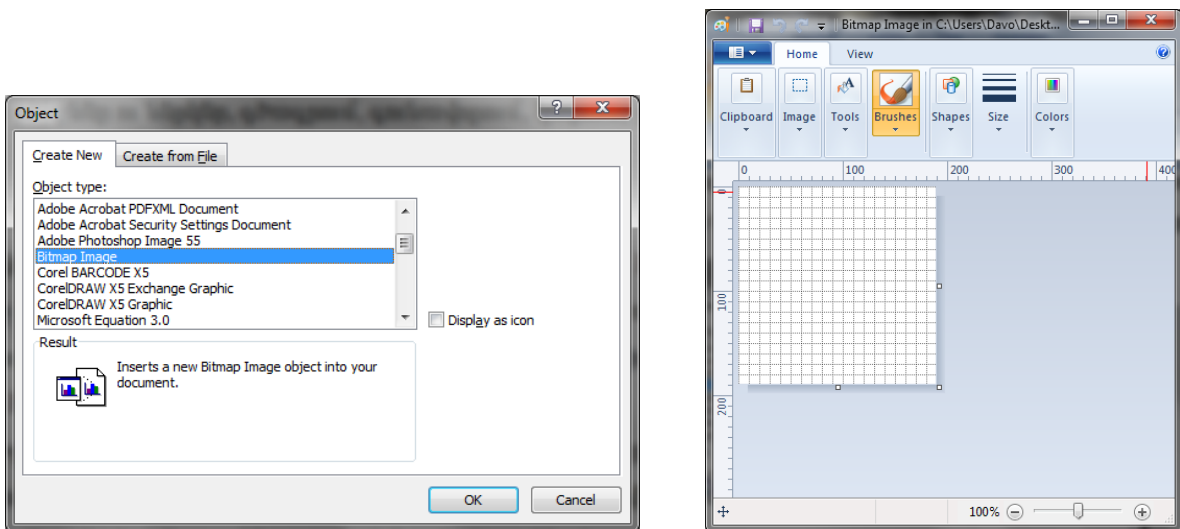 Object
Create New Create from File
Object type:
Adobe Acrobat PDFXML Document
Adobe Acrobat Security Settings Document
Adobe Photoshop Image 55
Bitmap Image
Corel BARCODE X5
CorelDRAW X5 Exchange Graphic
CorelDRAW X5 Graphic
Microsoft Equation 3.0
Display as icon
Result
Inserts a new Bitmap Image object into your
document.
OK Cancel
Bitmap Image in C:\Users\Davo\Deskt...
Home View
Clipboard Image Tools Brushes Shapes Size Colors
0 100 200 300 400
0
100
200
100%